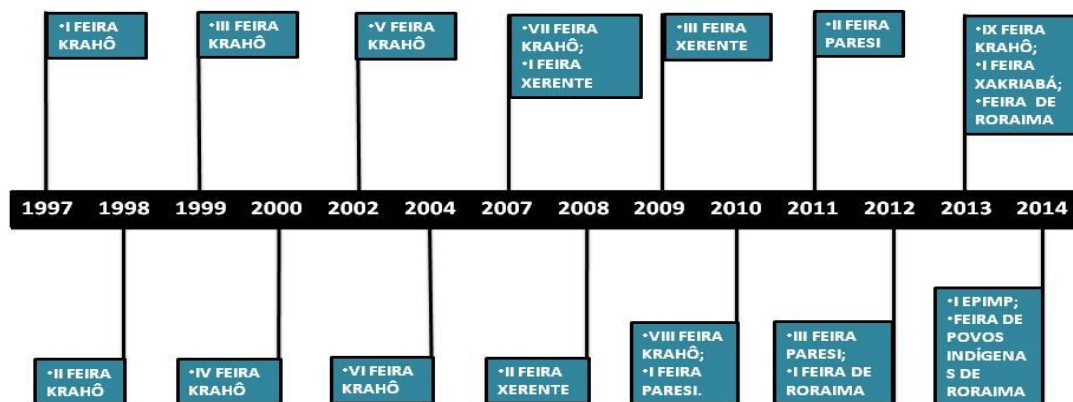 •I FEIRA
KRAHÔ
•III FEIRA
KRAHÔ
•V FEIRA
KRAHÔ
•VII FEIRA
KRAHÔ;
•I FEIRA
XERENTE
•III FEIRA
XERENTE
•II FEIRA
PARESI
•IX FEIRA
KRAHÔ;
•I FEIRA
XAKRIABÁ;
•FEIRA DE
RORAIMA
1997 1998 1999 2000 2002 2004 2007 2008 2009 2010 2011 2012 2013 2014
•II FEIRA
KRAHÔ
•IV FEIRA
KRAHÔ
•VI FEIRA
KRAHÔ
•II FEIRA
XERENTE
•VIII FEIRA
KRAHÔ;
•I FEIRA
PARESI.
•III FEIRA
PARESI;
•I FEIRA DE
RORAIMA
•I EPIMP;
•FEIRA DE
POVOS
INDÍGENA
S DE
RORAIMA